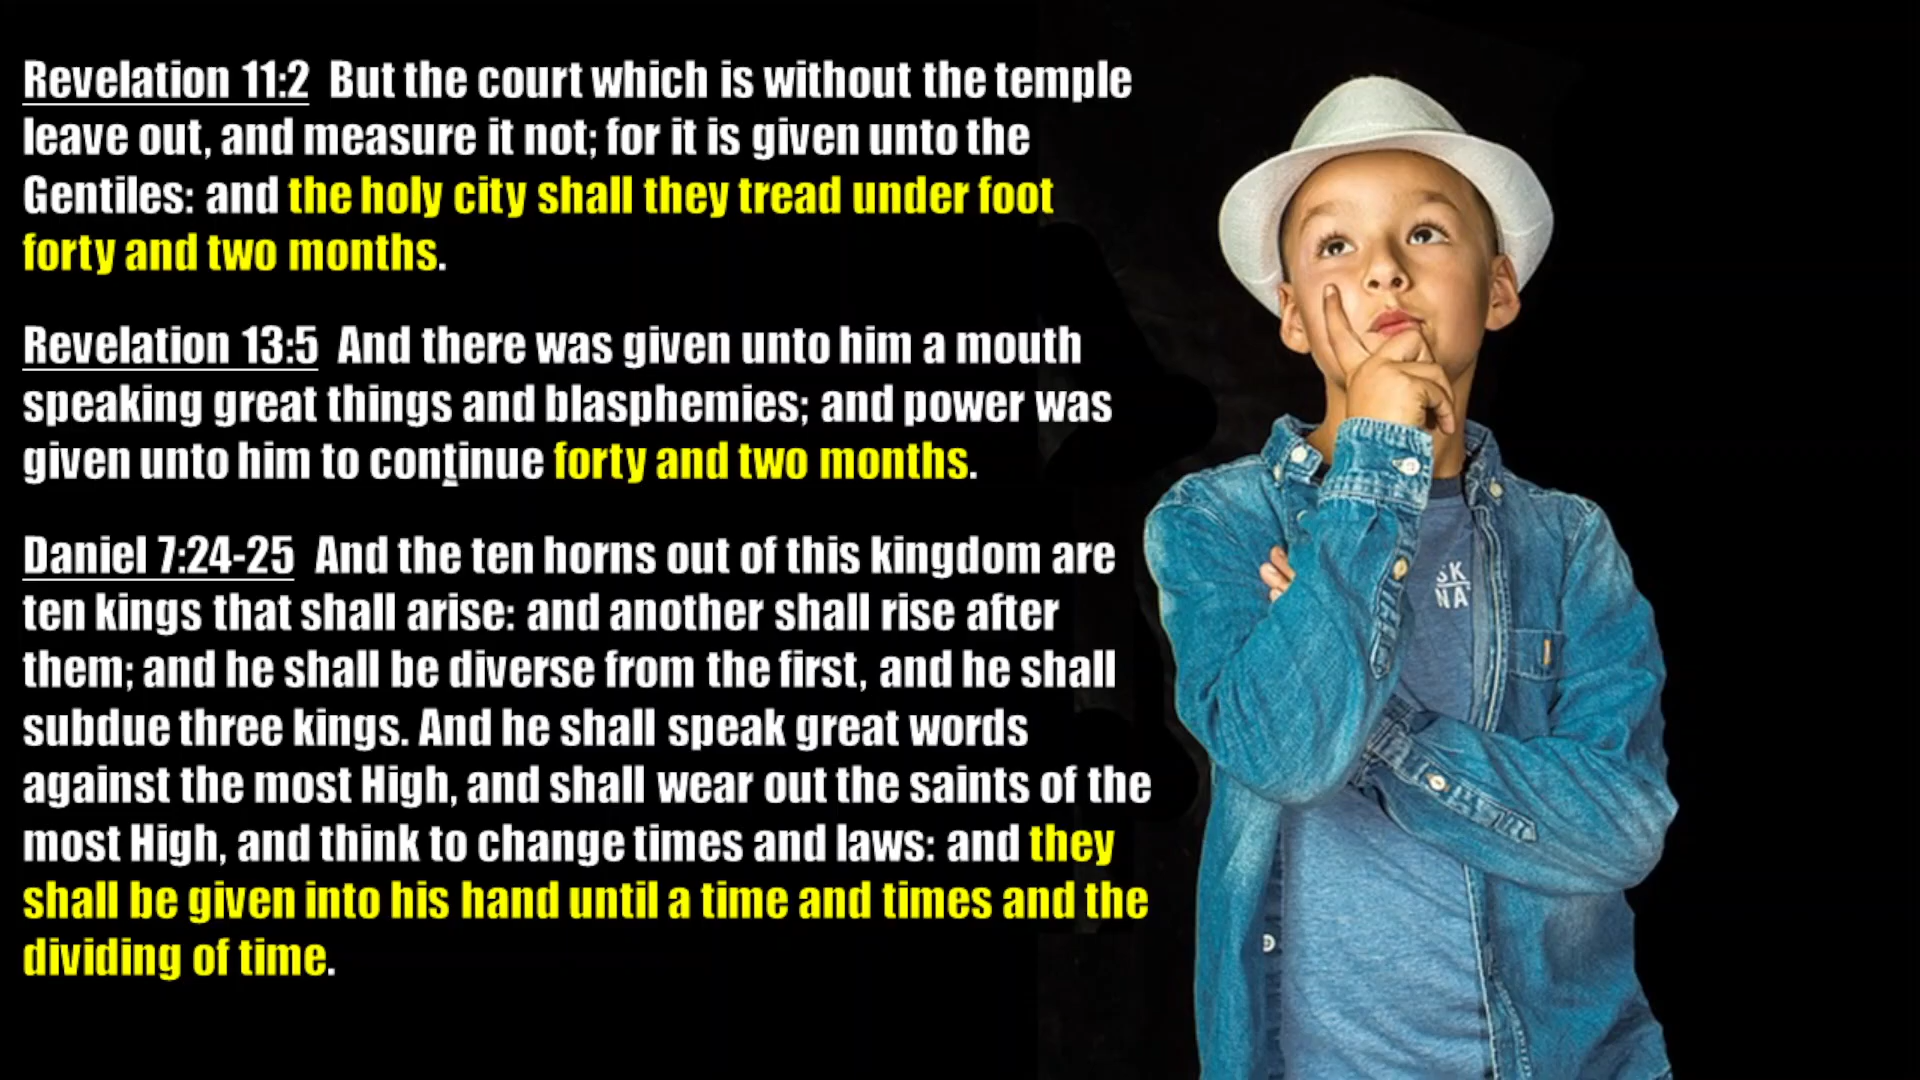 Revelation 11:2  But the court which is without the temple
leave out, and measure it not; for it is given unto the
Gentiles: and the holy city shall they tread under foot
forty and two months.
Revelation 13:5  And there was given unto him a mouth
speaking great things and blasphemies; and power was
given unto him to continue forty and two months.
Daniel 7:24-25  And the ten horns out of this kingdom are
ten kings that shall arise: and another shall rise after
them; and he shall be diverse from the first, and he shall
subdue three kings. And he shall speak great words
against the most High, and shall wear out the saints of the
most High, and think to change times and laws: and they
shall be given into his hand until a time and times and the
dividing of time.
SK
NA